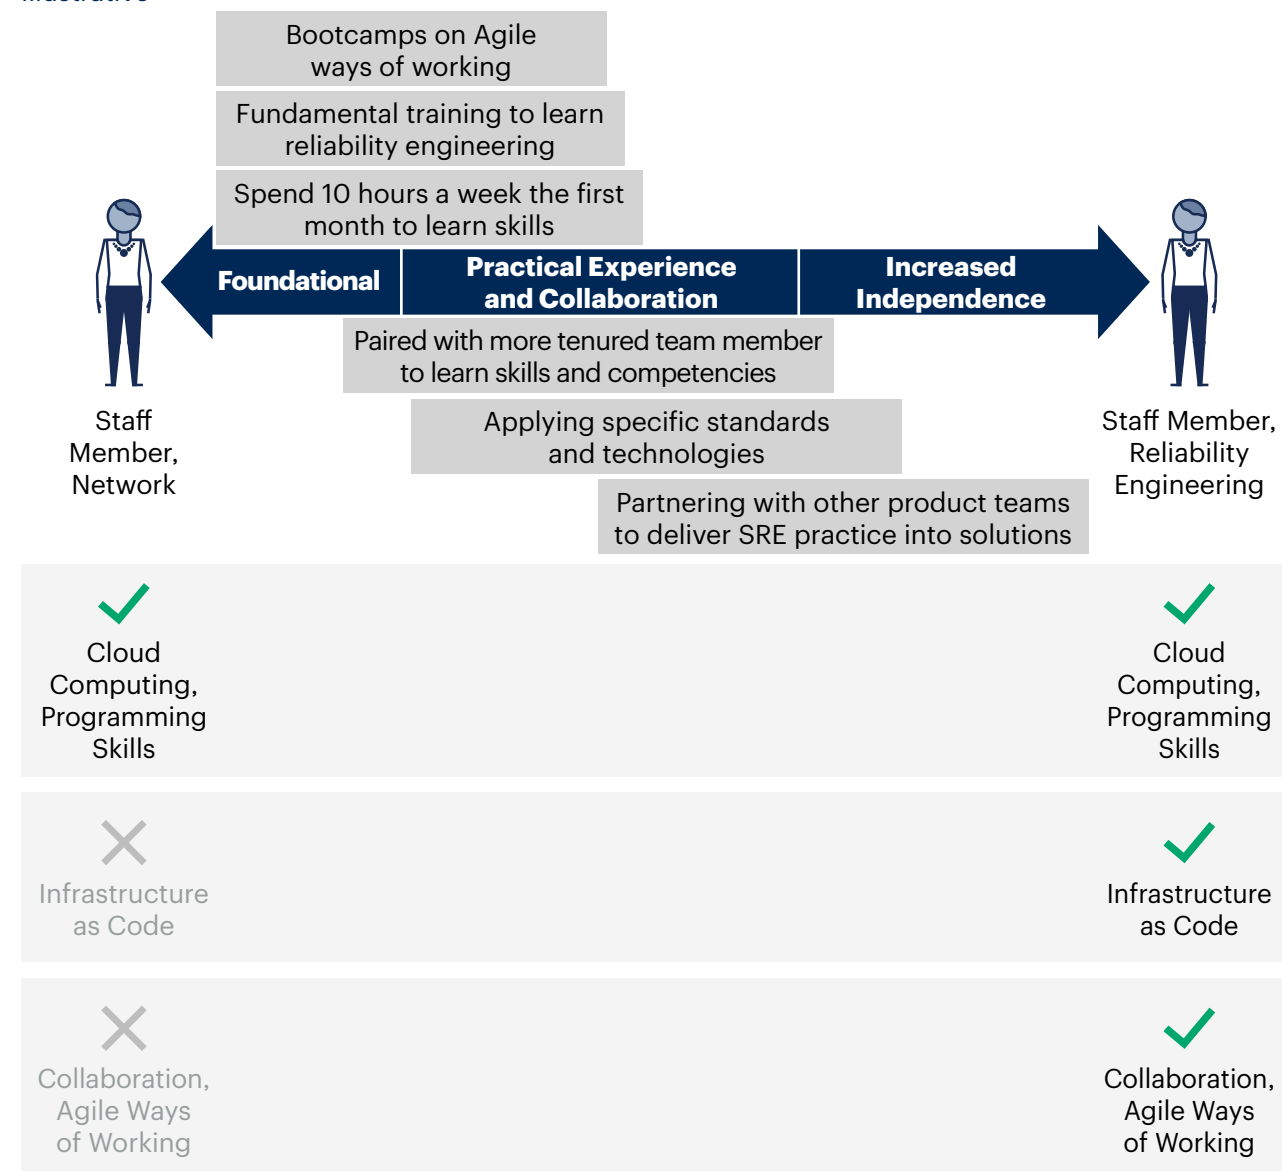 Bootcamps on Agile
ways of working
Fundamental training to learn
reliability engineering
Spend 10 hours a week the first
month to learn skills
Foundational
Practical Experience
and Collaboration
Increased
Independence
Paired with more tenured team member
to learn skills and competencies
Applying specific standards
and technologies
Partnering with other product teams
to deliver SRE practice into solutions
Staff
Member,
Network
Staff Member,
Reliability
Engineering
Cloud
Computing,
Programming
Skills
Cloud
Computing,
Programming
Skills
Infrastructure
as Code
Infrastructure
as Code
Collaboration,
Agile Ways
of Working
Collaboration,
Agile Ways
of Working